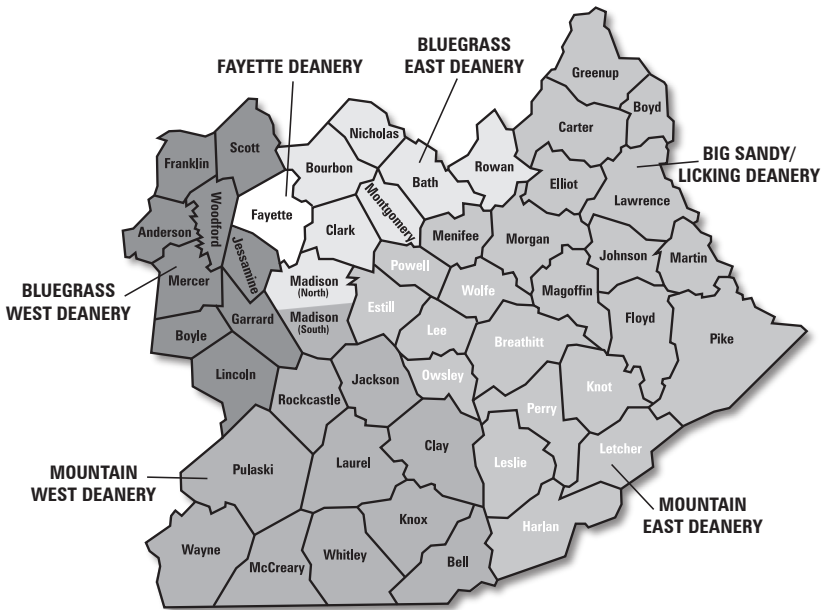 BLUEGRASS
EAST DEANERY
FAYETTE DEANERY
Greenup
Boyd
Carter
Nicholas
Scott
Bourbon
Rowan
BIG SANDY/
LICKING DEANERY
Franklin
Bath
Elliot
Lawrence
Woodford
Fayette
Montgomery
Anderson
Clark
Menifee
Morgan
Jessamine
Johnson
Martin
Powell
Mercer
Madison
(North)
Wolfe
Magoffin
BLUEGRASS
WEST DEANERY
Estill
Garrard
Madison
(South)
Floyd
Lee
Pike
Boyle
Breathitt
Lincoln
Jackson
Owsley
Knot
Rockcastle
Perry
Clay
Letcher
Pulaski
Laurel
Leslie
MOUNTAIN
WEST DEANERY
MOUNTAIN
EAST DEANERY
Knox
Harlan
Wayne
Whitley
Bell
McCreary